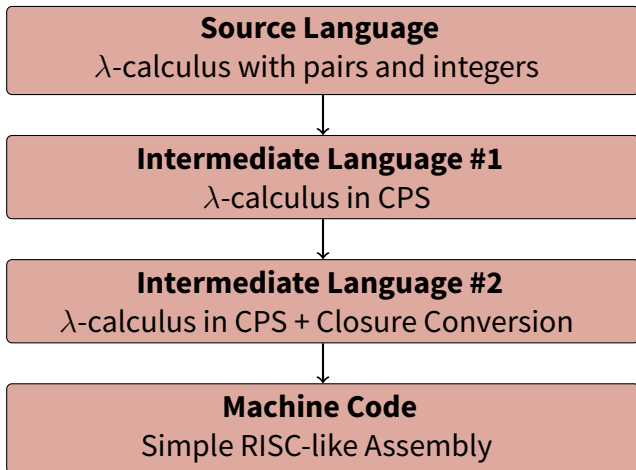 Source Language
λ-calculus with pairs and integers
Intermediate Language #1
λ-calculus in CPS
Intermediate Language #2
λ-calculus in CPS + Closure Conversion
Machine Code
Simple RISC-like Assembly